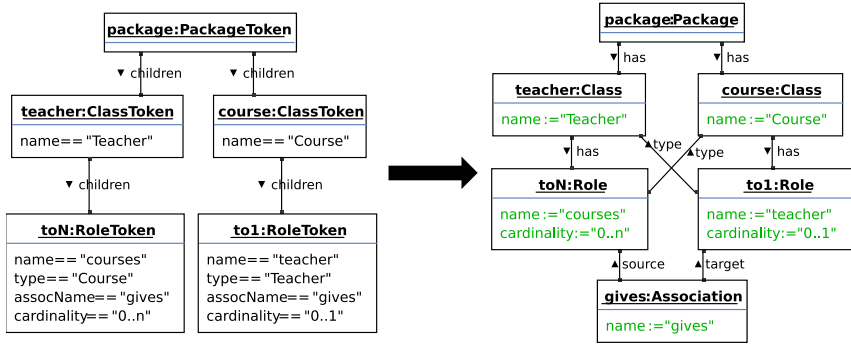 package:PackageToken
▼ children
▼ children
teacher:ClassToken
name== "Teacher"
course:ClassToken
name== "Course"
▼ children
▼ children
toN:RoleToken
name=="courses"
type=="Course"
assocName=="gives"
cardinality=="0..n"
to1:RoleToken
name=="teacher"
type=="Teacher"
assocName=="gives"
cardinality=="0..1"
package:Package
▼ has
▼ has
teacher:Class
name:="Teacher"
course:Class
name:="Course"
▲type
▲type
▼ has
▼ has
toN:Role
name:="courses"
cardinality:="0..n"
to1:Role
name:="teacher"
cardinality:="0..1"
▲source
▲target
gives:Association
name:="gives"